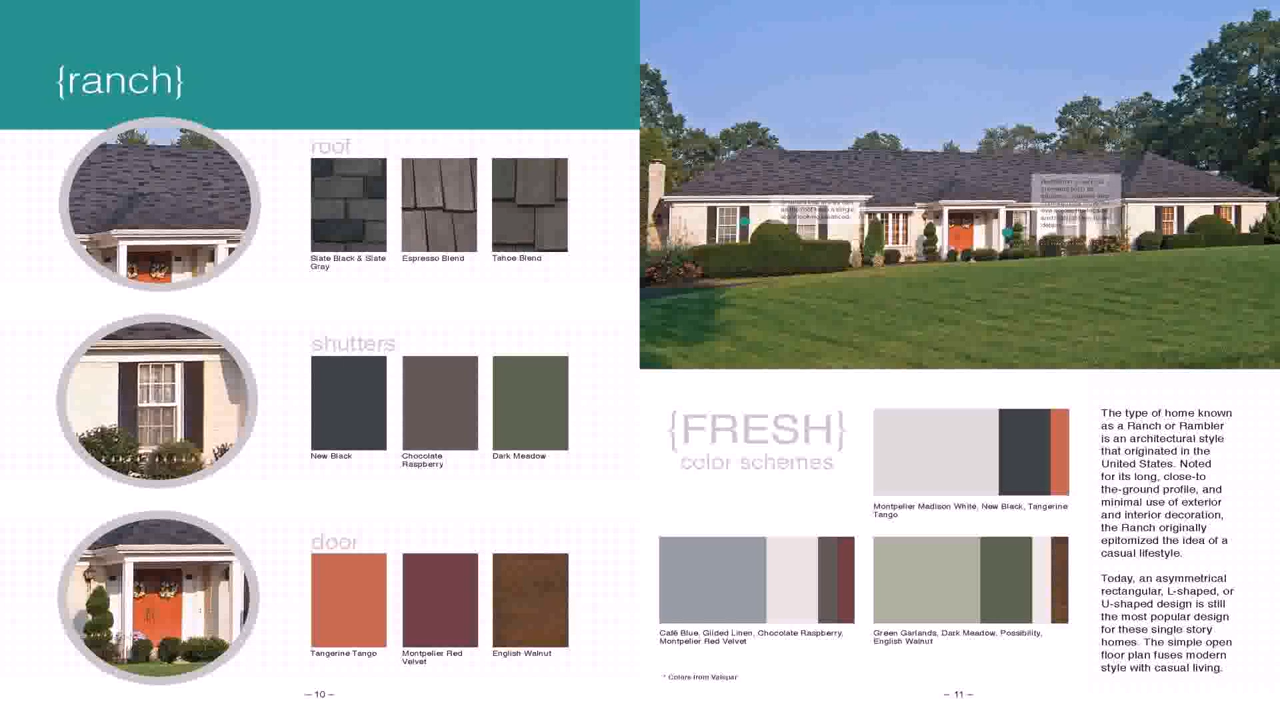 {ranch}
roof
Slate Black & Slate
Gray
Espresso Blend
Tahoe Blend
shutters
New Black
Chocolate
Raspberry
Dark Meadow
door
Tangerine Tango
Montpelier Red
Velvet
English Walnut
– 10 –
{FRESH}
color schemes
Montpelier Madison White, New Black, Tangerine
Tango
Café Blue, Gilded Linen, Chocolate Raspberry,
Montpelier Red Velvet
Green Garlands, Dark Meadow, Possibility,
English Walnut
* Colors from Valspar
The type of home known
as a Ranch or Rambler
is an architectural style
that originated in the
United States. Noted
for its long, close-to
the-ground profile, and
minimal use of exterior
and interior decoration,
the Ranch originally
epitomized the idea of a
casual lifestyle.
Today, an asymmetrical
rectangular, L-shaped, or
U-shaped design is still
the most popular design
for these single story
homes. The simple open
floor plan fuses modern
style with casual living.
– 11 –